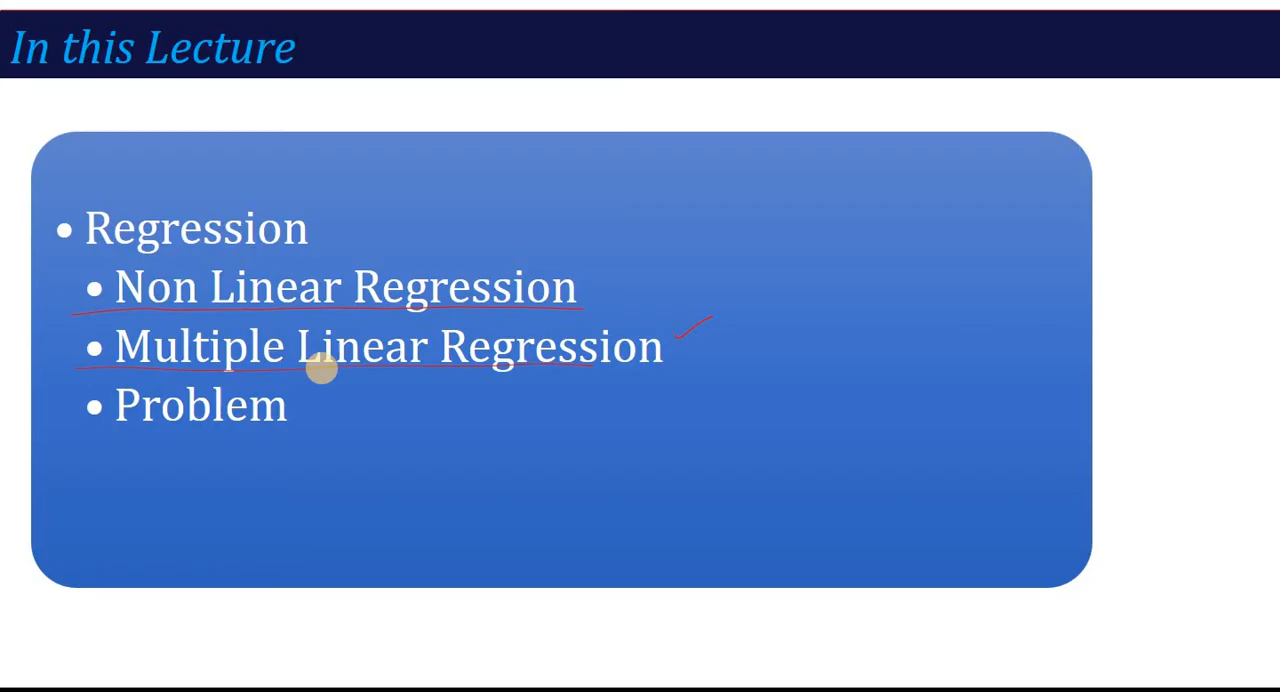 In this Lecture
• Regression
• Non Linear Regression
• Multiple Linear Regression
• Problem